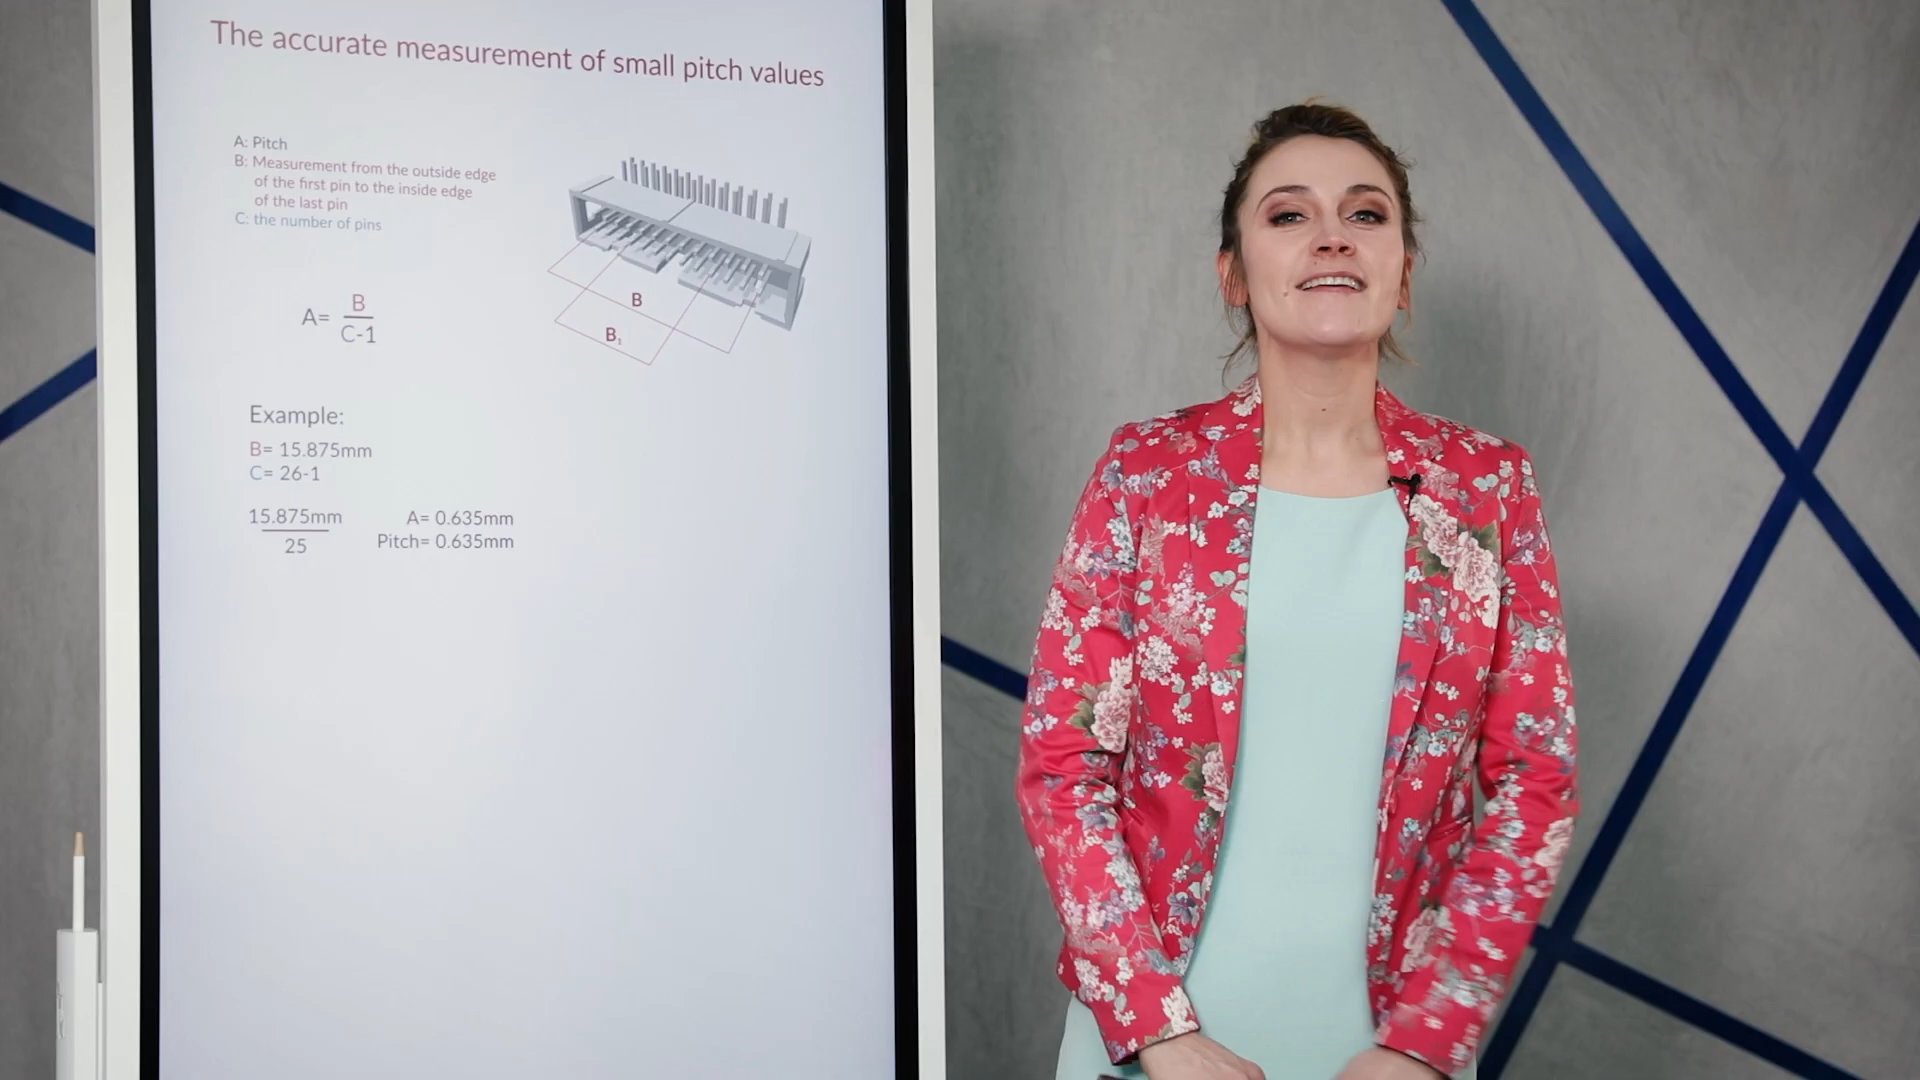 The accurate measurement of small pitch values
A: Pitch
B: Measurement from the outside edge
of the first pin to the inside edge
of the last pin
C: the number of pins
B
B₁
A= B
C-1
Example:
B= 15.875mm
C= 26-1
15.875mm
25
A= 0.635mm
Pitch= 0.635mm